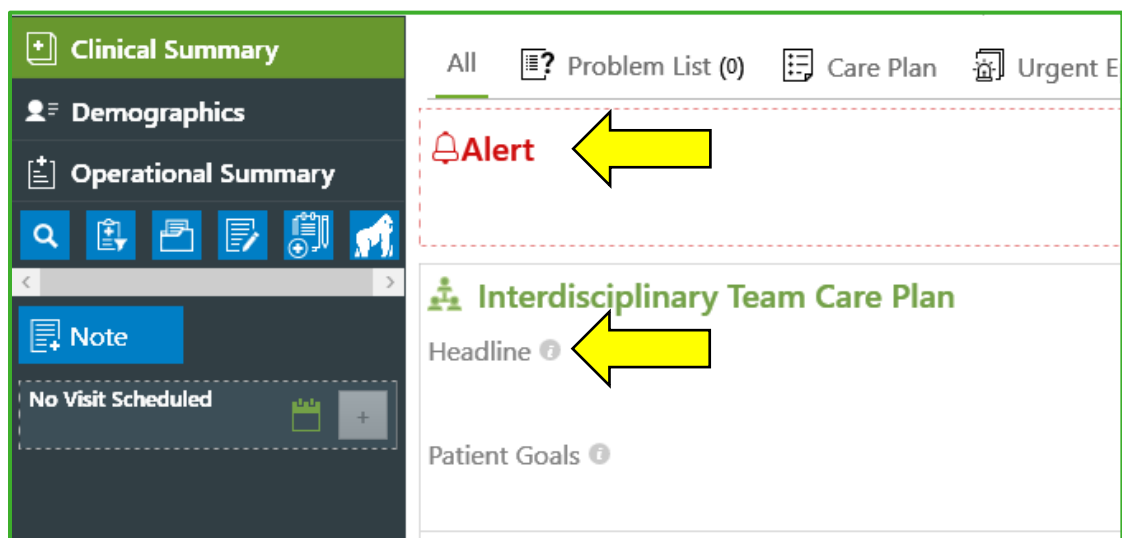 Clinical Summary
Demographics
Operational Summary
Note
No Visit Scheduled
All
Problem List (0)
Care Plan
Urgent E
Alert
Interdisciplinary Team Care Plan
Headline
Patient Goals